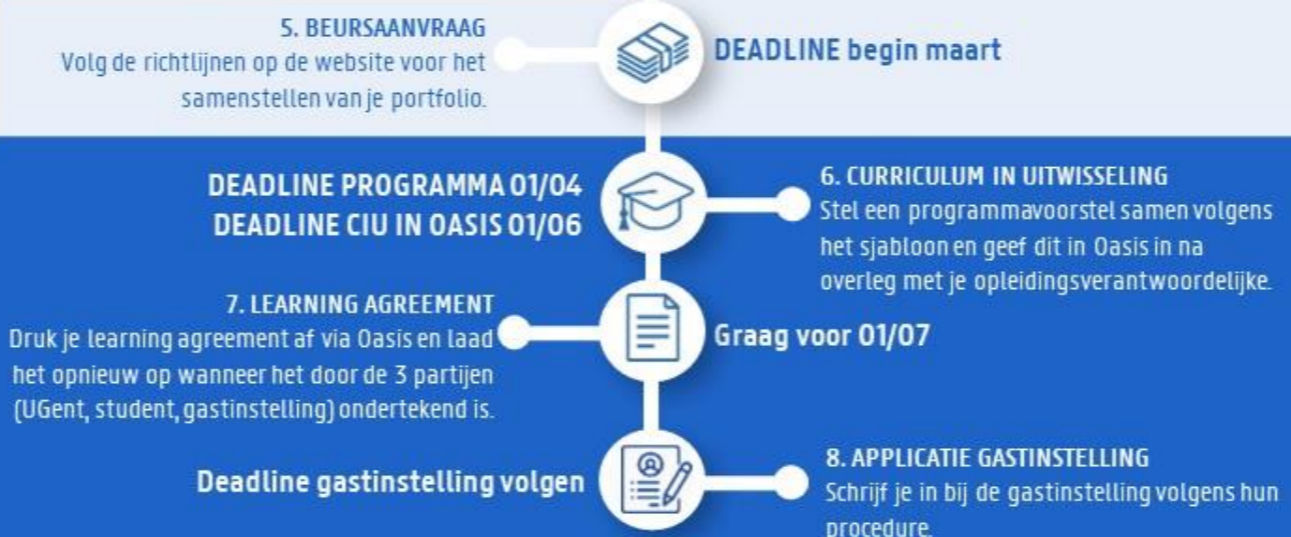 5. BEURSAANVRAAG
Volg de richtlijnen op de website voor het
samenstellen van je portfolio.
DEADLINE begin maart
DEADLINE PROGRAMMA 01/04
DEADLINE CIU IN OASIS 01/06
6. CURRICULUM IN UITWISSELING
Stel een programmavoorstel samen volgens
het sjabloon en geef dit in Oasis in na
overleg met je opleidingsverantwoordelijke.
7. LEARNING AGREEMENT
Druk je learning agreement af via Oasis en laad
het opnieuw op wanneer het door de 3 partijen
(UGent, student, gastinstelling) ondertekend is.
Graag voor 01/07
Deadline gastinstelling volgen
8. APPLICATIE GASTINSTELLING
Schrijf je in bij de gastinstelling volgens hun
procedure.